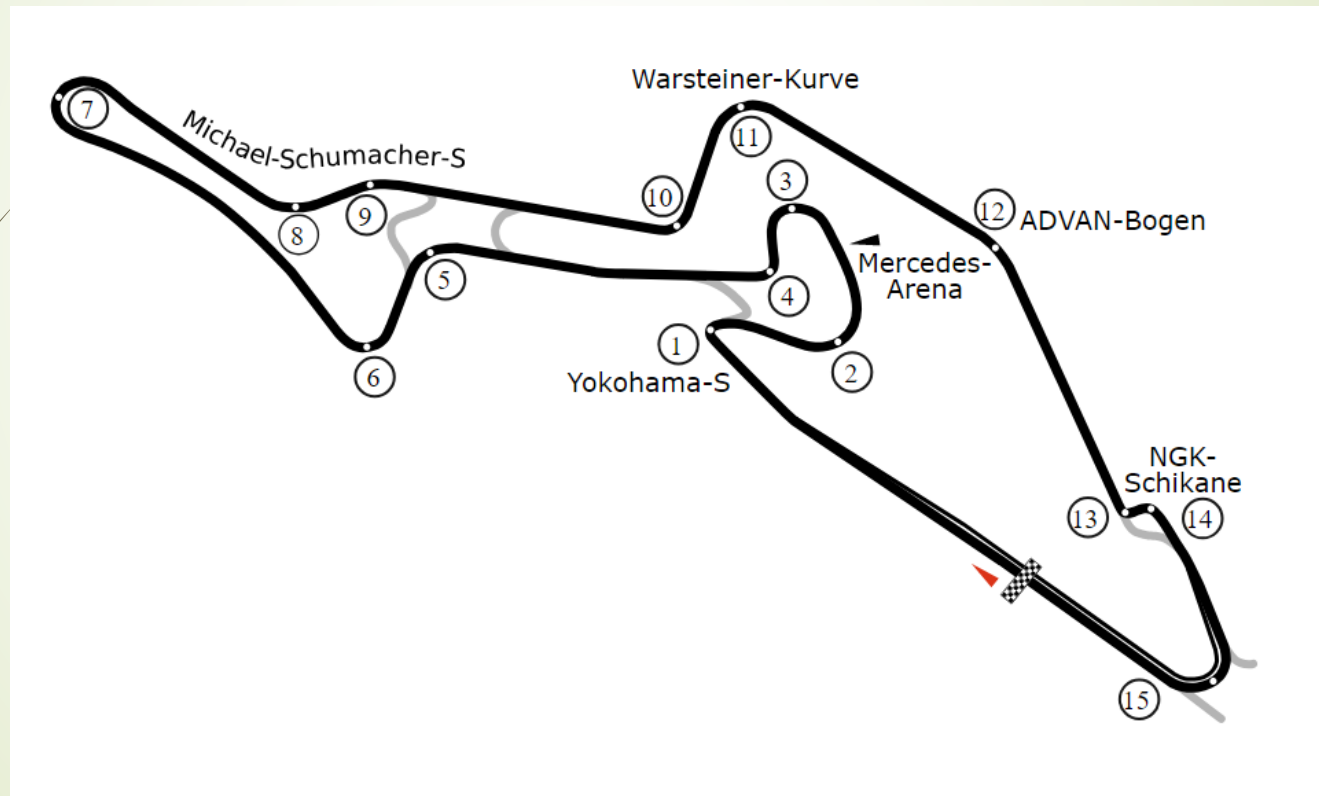 Warsteiner-Kurve
7
Michael-Schumacher-S
11
3
10
9
8
12
ADVAN-Bogen
5
Mercedes-
Arena
4
1
2
6
Yokohama-S
NGK-
Schikane
13
14
15